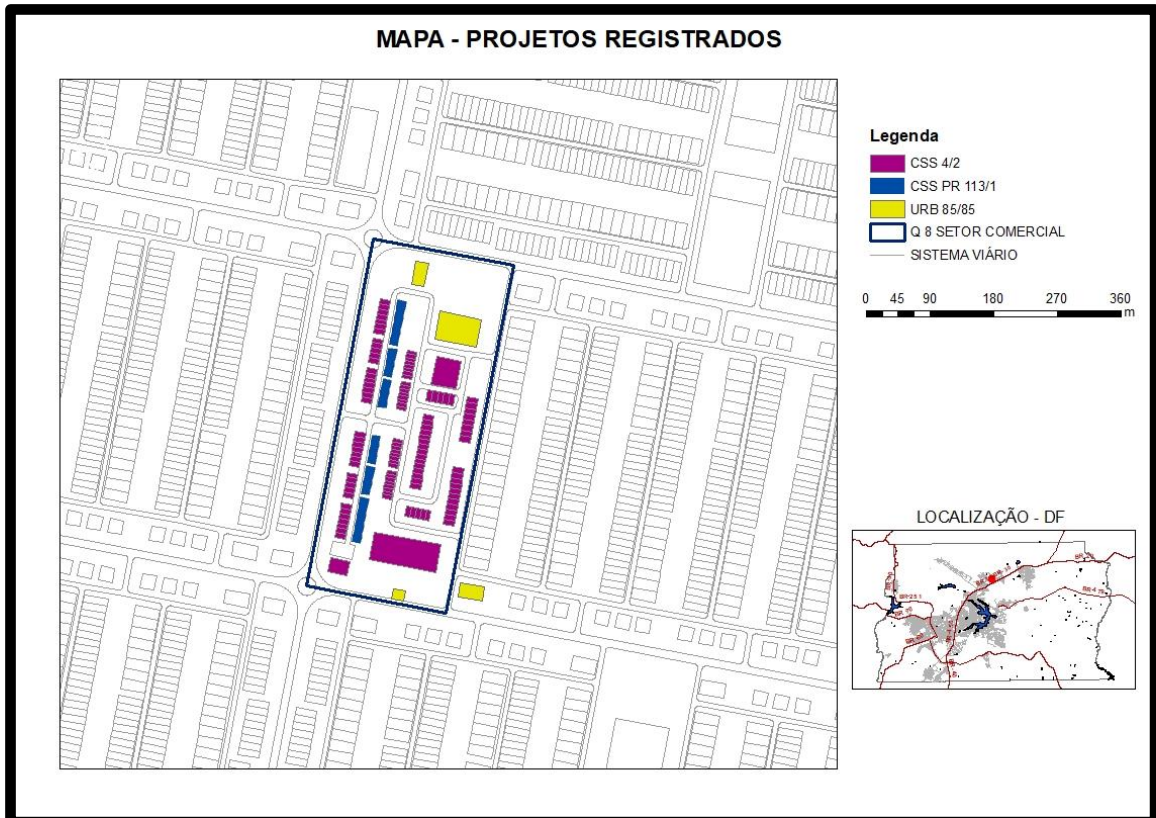 MAPA - PROJETOS REGISTRADOS
Legenda
CSS 4/2
CSS PR 113/1
URB 85/85
Q 8 SETOR COMERCIAL
SISTEMA VIÁRIO
0 45 90 180 270 360
m
LOCALIZAÇÃO - DF